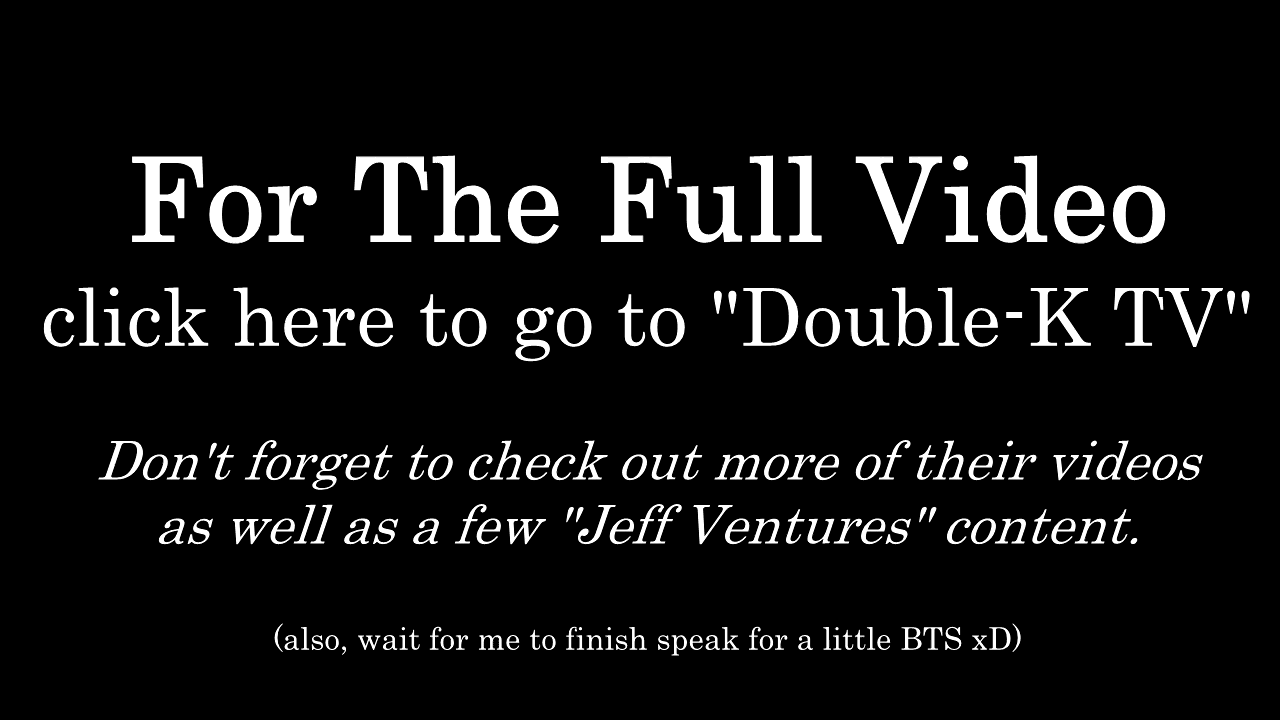 For The Full Video
click here to go to "Double-K TV"
Don't forget to check out more of their videos
as well as a few "Jeff Ventures" content.
(also, wait for me to finish speak for a little BTS xD)